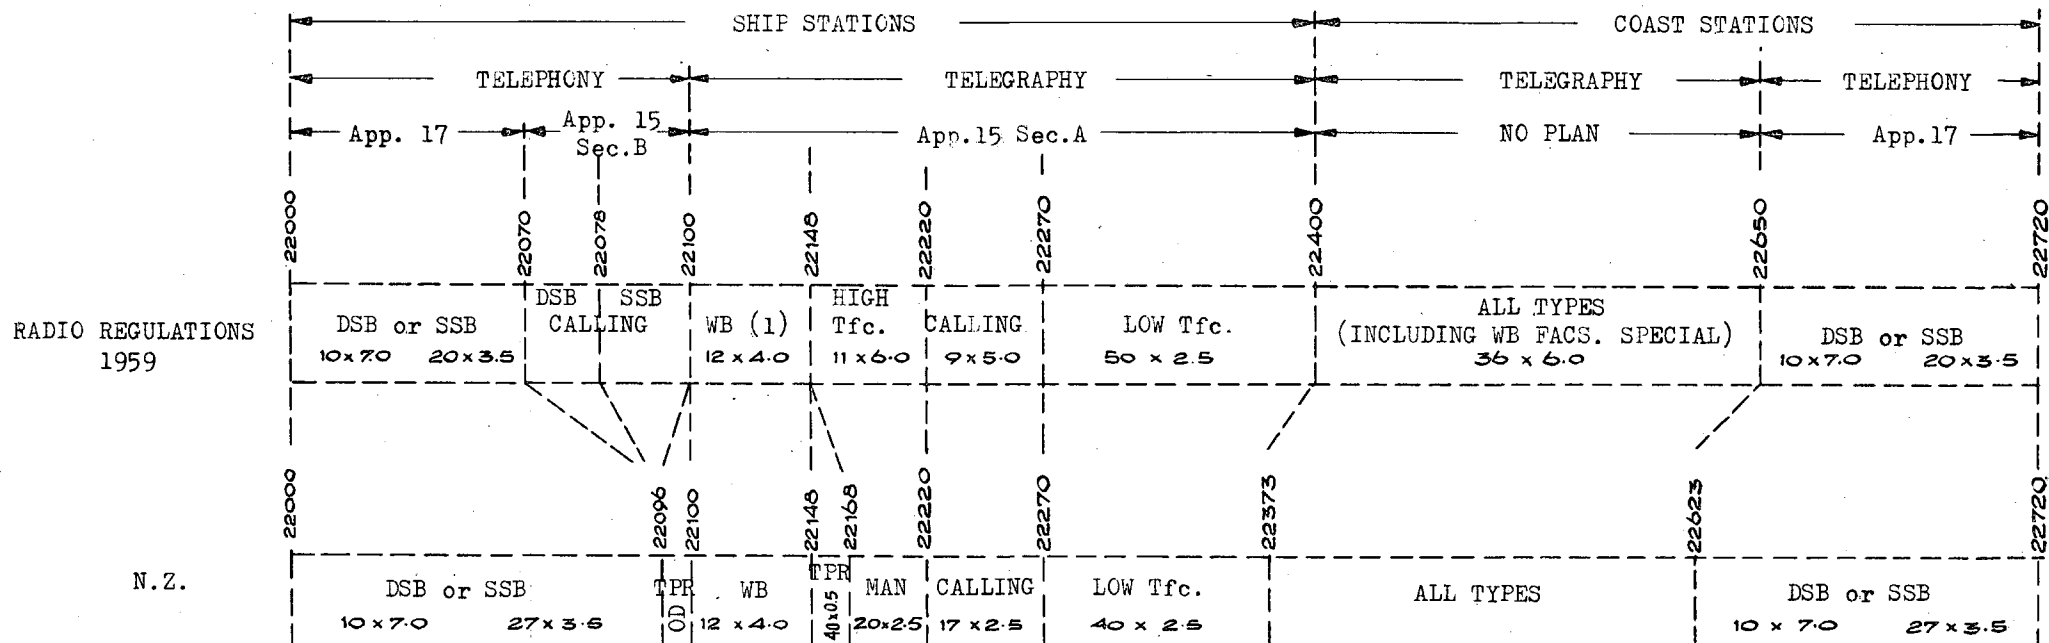 SHIP STATIONS COAST STATIONS
TELEPHONY TELEGRAPHY TELEGRAPHY TELEPHONY
App. 17 App. 15 Sec.B App.15 Sec.A NO PLAN App.17
22000 22070 22078 22100 22148 22220 22270 22400 22650 22720
RADIO REGULATIONS 1959
DSB or SSB
10x7.0 20x3.5
DSB SSB
CALLING
WB (1)
12 x 4.0
HIGH
Tfc.
11 x 6.0
CALLING
9x5.0
LOW Tfc.
50 x 2.5
ALL TYPES
(INCLUDING WB FACS. SPECIAL)
36 x 6.0
DSB or SSB
10x7.0 20x3.5
22000 22096 22100 22148 22168 22220 22270 22373 22623 22720
N.Z.
DSB or SSB
10 x 7.0 27x3.5
TPR
OD
WB
12 x 4.0
TPR
40x0.5
MAN
20x2.5
CALLING
17 x 2.5
LOW Tfc.
40 x 2.5
ALL TYPES
DSB or SSB
10 x 7.0 27x3.5